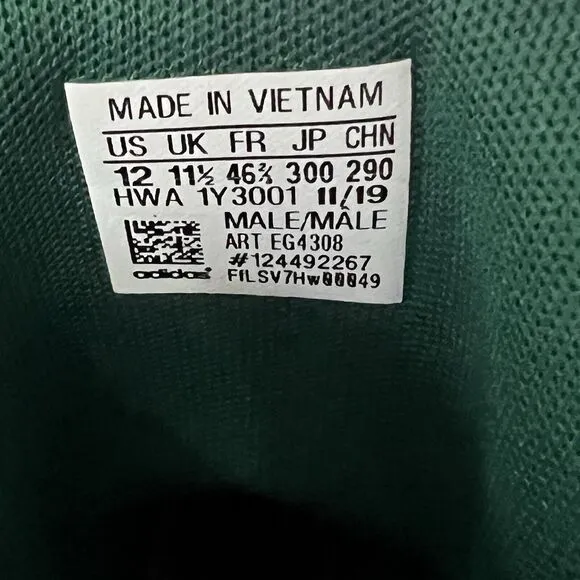 MADE IN VIETNAM
US UK FR JP CHN
12 11½ 46⅔ 300 290
HWA 1Y3001 11/19
MALE/MÂLE
ART EG4308
#124492267
adidas FfLSV7Hw00049